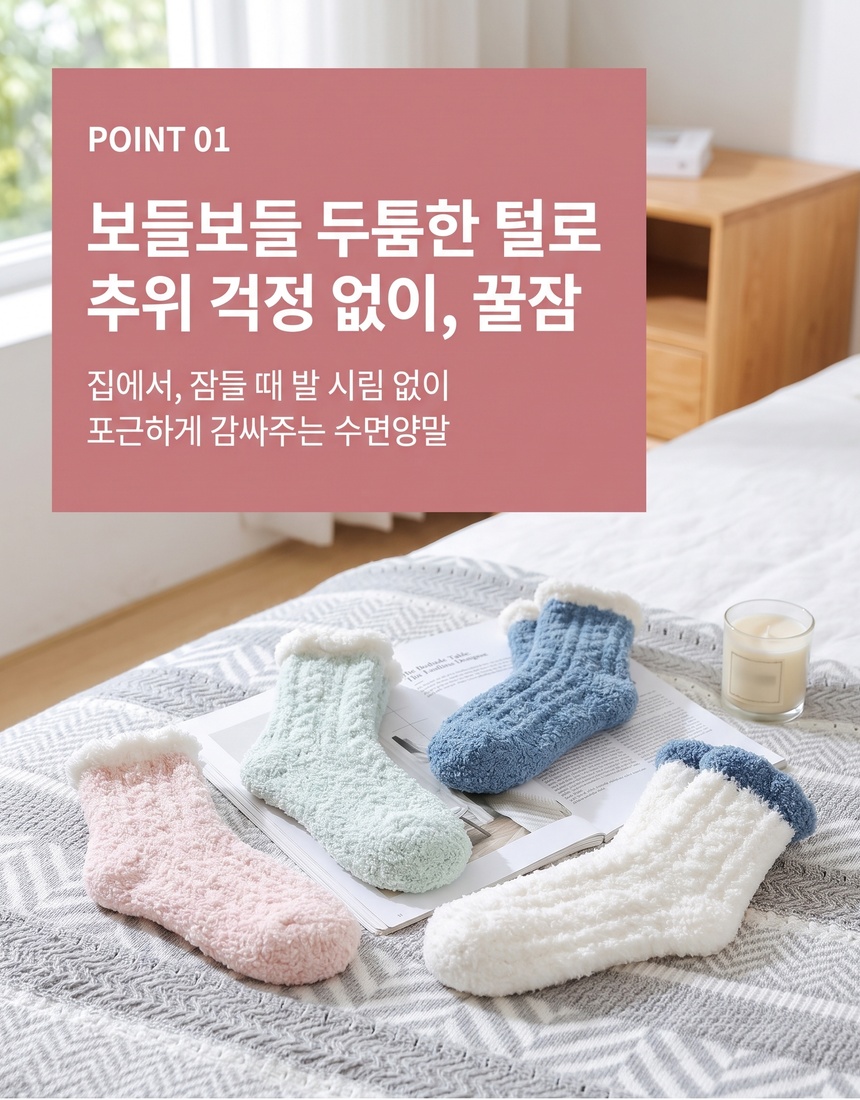 POINT 01
보들보들 두툼한 털로
추위 걱정 없이, 꿀잠
집에서, 잠들 때 발 시림 없이
포근하게 감싸주는 수면양말